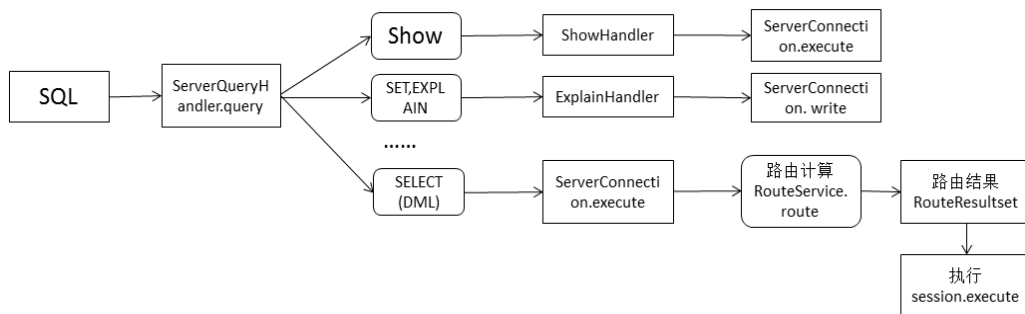 SQL
ServerQueryH
andler.query
Show
ShowHandler
ServerConnecti
on.execute
SET,EXPL
AIN
ExplainHandler
ServerConnecti
on. write
......
SELECT
(DML)
ServerConnecti
on.execute
路由计算
RouteService.
route
路由结果
RouteResultset
执行
session.execute